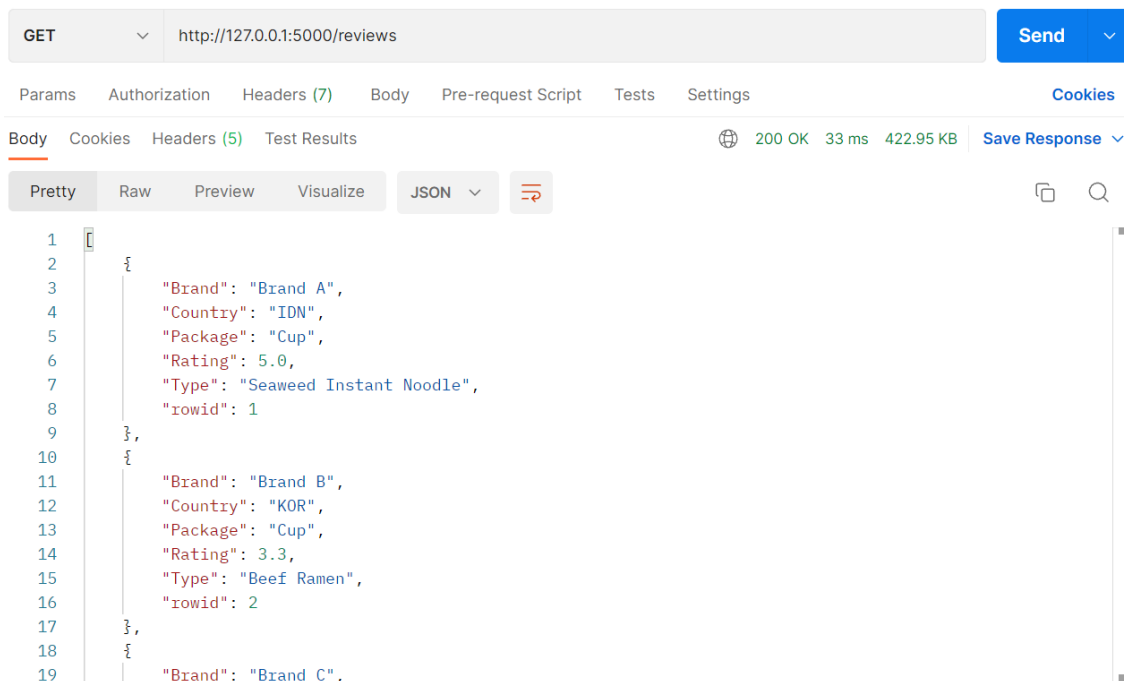 GET http://127.0.0.1:5000/reviews Send
Params Authorization Headers (7) Body Pre-request Script Tests Settings Cookies
Body Cookies Headers (5) Test Results 200 OK 33 ms 422.95 KB Save Response
Pretty Raw Preview Visualize JSON
1 [
2 {
3 "Brand": "Brand A",
4 "Country": "IDN",
5 "Package": "Cup",
6 "Rating": 5.0,
7 "Type": "Seaweed Instant Noodle",
8 "rowid": 1
9 },
10 {
11 "Brand": "Brand B",
12 "Country": "KOR",
13 "Package": "Cup",
14 "Rating": 3.3,
15 "Type": "Beef Ramen",
16 "rowid": 2
17 },
18 {
19 "Brand": "Brand C",